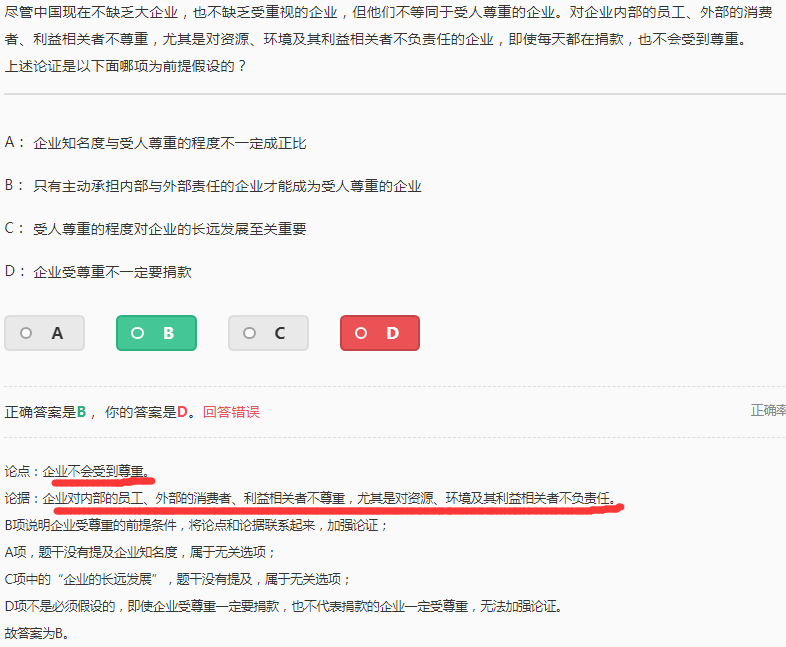 尽管中国现在不缺乏大企业，也不缺乏受重视的企业，但他们不等同于受人尊重的企业。对企业内部的员工、外部的消费
者、利益相关者不尊重，尤其是对资源、环境及其利益相关者不负责任的企业，即使每天都在捐款，也不会受到尊重。
上述论证是以下面哪项为前提假设的？
A： 企业知名度与受人尊重的程度不一定成正比
B： 只有主动承担内部与外部责任的企业才能成为受人尊重的企业
C： 受人尊重的程度对企业的长远发展至关重要
D： 企业受尊重不一定要捐款
A B C D
正确答案是B， 你的答案是D。回答错误 正确率
论点：企业不会受到尊重。
论据：企业对内部的员工、外部的消费者、利益相关者不尊重，尤其是对资源、环境及其利益相关者不负责任。
B项说明企业受尊重的前提条件，将论点和论据联系起来，加强论证；
A项，题干没有提及企业知名度，属于无关选项；
C项中的“企业的长远发展”，题干没有提及，属于无关选项；
D项不是必须假设的，即使企业受尊重一定要捐款，也不代表捐款的企业一定受尊重，无法加强论证。
故答案为B。